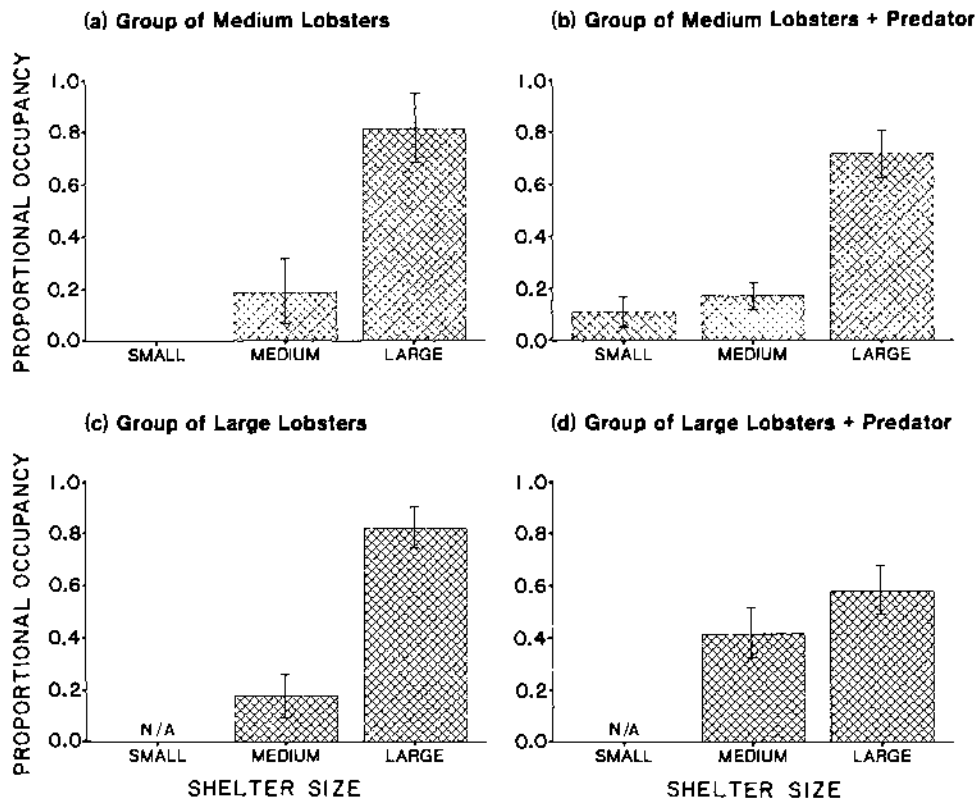 (a) Group of Medium Lobsters
PROPORTIONAL OCCUPANCY
1.0
0.8
0.6
0.4
0.2
0.0
SMALL MEDIUM LARGE
(b) Group of Medium Lobsters + Predator
1.0
0.8
0.6
0.4
0.2
0.0
SMALL MEDIUM LARGE
(c) Group of Large Lobsters
PROPORTIONAL OCCUPANCY
1.0
0.8
0.6
0.4
0.2
0.0
N/A
SMALL MEDIUM LARGE
SHELTER SIZE
(d) Group of Large Lobsters + Predator
1.0
0.8
0.6
0.4
0.2
0.0
N/A
SMALL MEDIUM LARGE
SHELTER SIZE